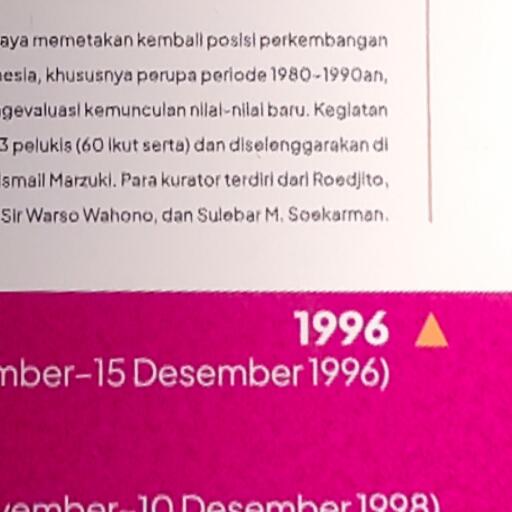 aya memetakan kembali posisi perkembangan
nesia, khususnya perupa periode 1980-1990an,
gevaluasi kemunculan nilai-nilai baru. Kegiatan
3 pelukis (60 ikut serta) dan diselenggarakan di
Ismail Marzuki. Para kurator terdiri dari Roedjito,
Sir Warso Wahono, dan Sulebar M. Soekarman.
1996
mber–15 Desember 1996)
vember–10 Desember 1998)